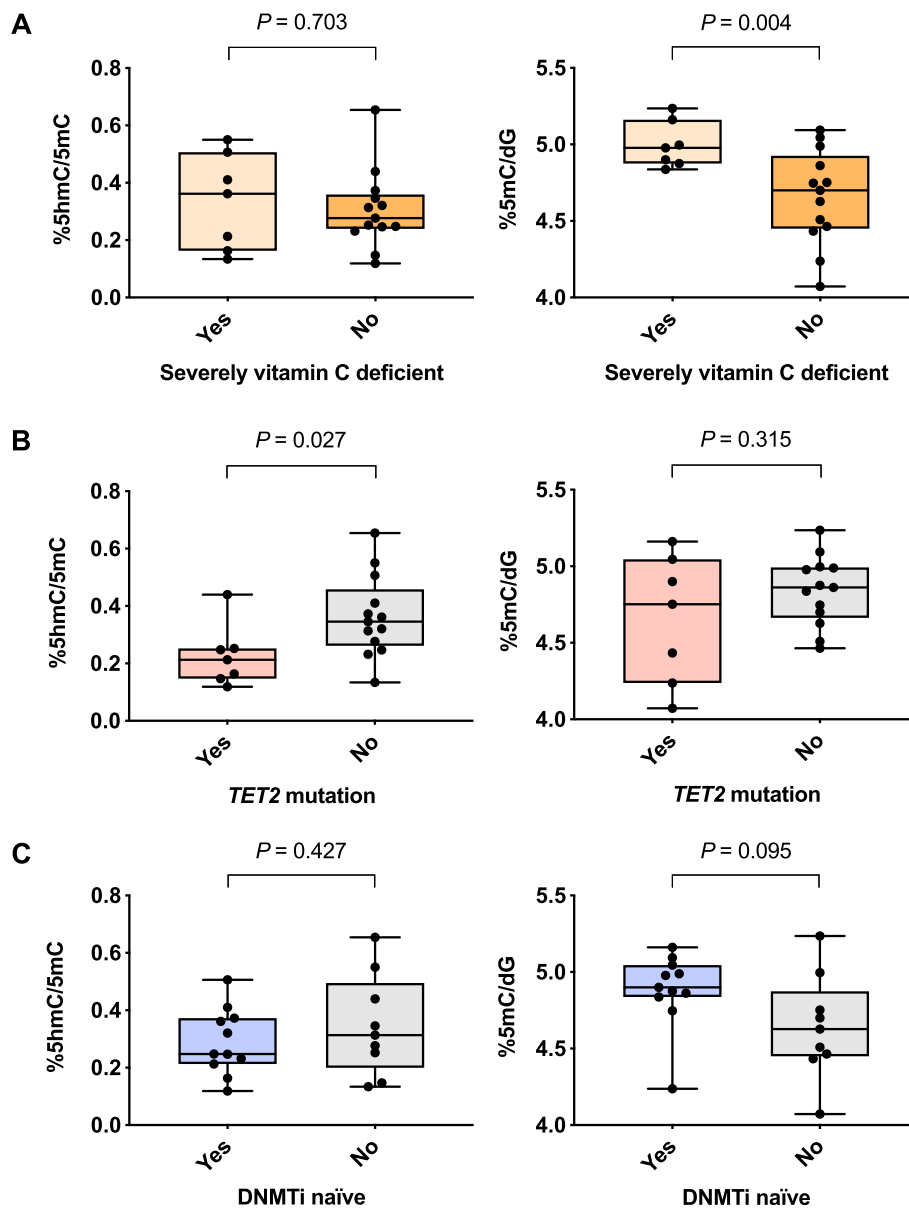 A
P = 0.703
0.8
0.6
0.4
0.2
0.0
%5hmC/5mC
Yes
No
Severely vitamin C deficient
P = 0.004
5.5
5.0
4.5
4.0
%5mC/dG
Yes
No
Severely vitamin C deficient
B
P = 0.027
0.8
0.6
0.4
0.2
0.0
%5hmC/5mC
Yes
No
TET2 mutation
P = 0.315
5.5
5.0
4.5
4.0
%5mC/dG
Yes
No
TET2 mutation
C
P = 0.427
0.8
0.6
0.4
0.2
0.0
%5hmC/5mC
Yes
No
DNMTi naïve
P = 0.095
5.5
5.0
4.5
4.0
%5mC/dG
Yes
No
DNMTi naïve